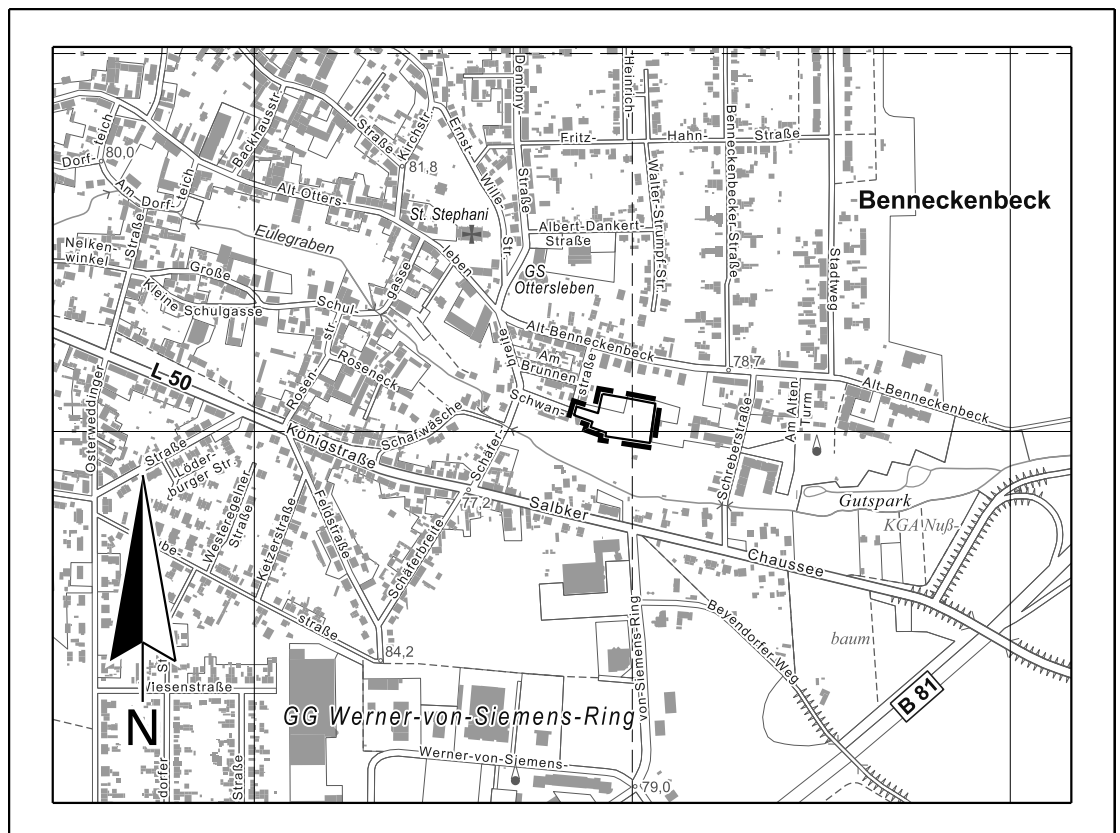 Dembny-
Straße
Heinrich-
Fritz-
Hahn-
Straße
Benneckenbecker-Straße
Walter-Strumpf-Str.
Stadtweg
Benneckenbeck
Dorf-
teich
80,0
Backhausstr.
Straße
Kirchstr.
81,8
Ernst-
Wille-
Str.
Am
Dorf-
teich
Alt-Otters-
leben
St. Stephani
Albert-Dankert-
Straße
GS
Ottersleben
Eulegraben
Straße
Nelken-
winkel
Große
Schul-
gasse
Kleine
Schulgasse
Rosen-
str.
Roseneck
breite
Alt-Benneckenbeck
Am
Brunnen
Schwan-
straße
78,7
Alt-Benneckenbeck
Am Alten
Turm
L 50
Osterweddinger
Königstraße
Scharfwäsche
Schäfer-
Schreberstraße
Straße
Löder-
burger Str.
Westeregelner
Straße
Ketzerstraße
Feldstraße
77,2
Schäferbreite
Salbker
Chaussee
Gutspark
KGA Nuß-
baum
be-
straße
84,2
von-Siemens-Ring
Beyendorfer-Weg
B 81
St
Wiesenstraße
N
dorfer
Straße
GG Werner-von-Siemens-Ring
Werner-von-Siemens-
79,0